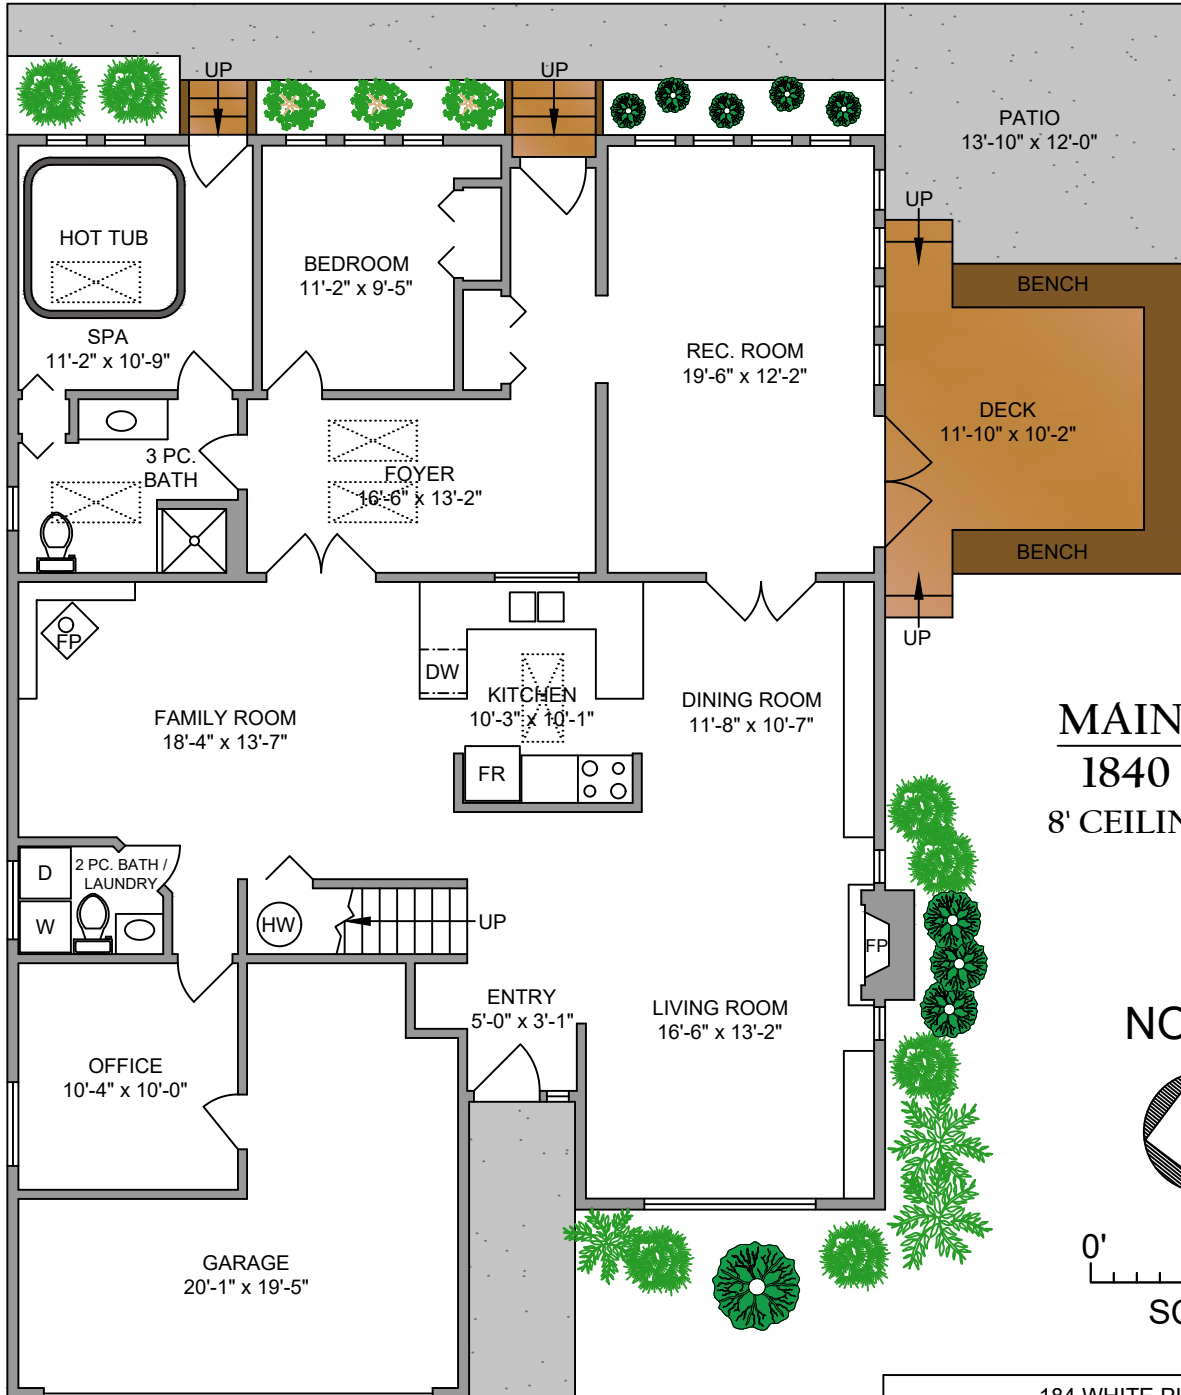 UP
UP
PATIO
13'-10" x 12'-0"
UP
HOT TUB
BEDROOM
11'-2" x 9'-5"
BENCH
SPA
11'-2" x 10'-9"
REC. ROOM
19'-6" x 12'-2"
DECK
11'-10" x 10'-2"
3 PC.
BATH
FOYER
16'-6" x 13'-2"
BENCH
UP
FP
DW
KITCHEN
10'-3" x 10'-1"
DINING ROOM
11'-8" x 10'-7"
FAMILY ROOM
18'-4" x 13'-7"
MAIN
1840
8' CEILIN
FR
2 PC. BATH /
LAUNDRY
D
W
HW
UP
FP
ENTRY
5'-0" x 3'-1"
LIVING ROOM
16'-6" x 13'-2"
NO
OFFICE
10'-4" x 10'-0"
GARAGE
20'-1" x 19'-5"
0'
184 WHITE